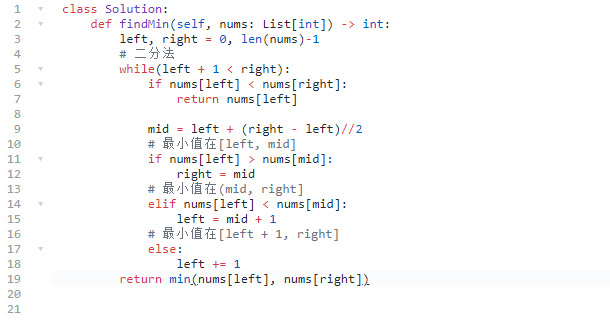 1 class Solution:
2     def findMin(self, nums: List[int]) -> int:
3         left, right = 0, len(nums)-1
4         # 二分法
5         while(left + 1 < right):
6             if nums[left] < nums[right]:
7                 return nums[left]
8
9             mid = left + (right - left)//2
10             # 最小值在[left, mid]
11             if nums[left] > nums[mid]:
12                 right = mid
13             # 最小值在(mid, right]
14             elif nums[left] < nums[mid]:
15                 left = mid + 1
16             # 最小值在[left + 1, right]
17             else:
18                 left += 1
19         return min(nums[left], nums[right])
20
21